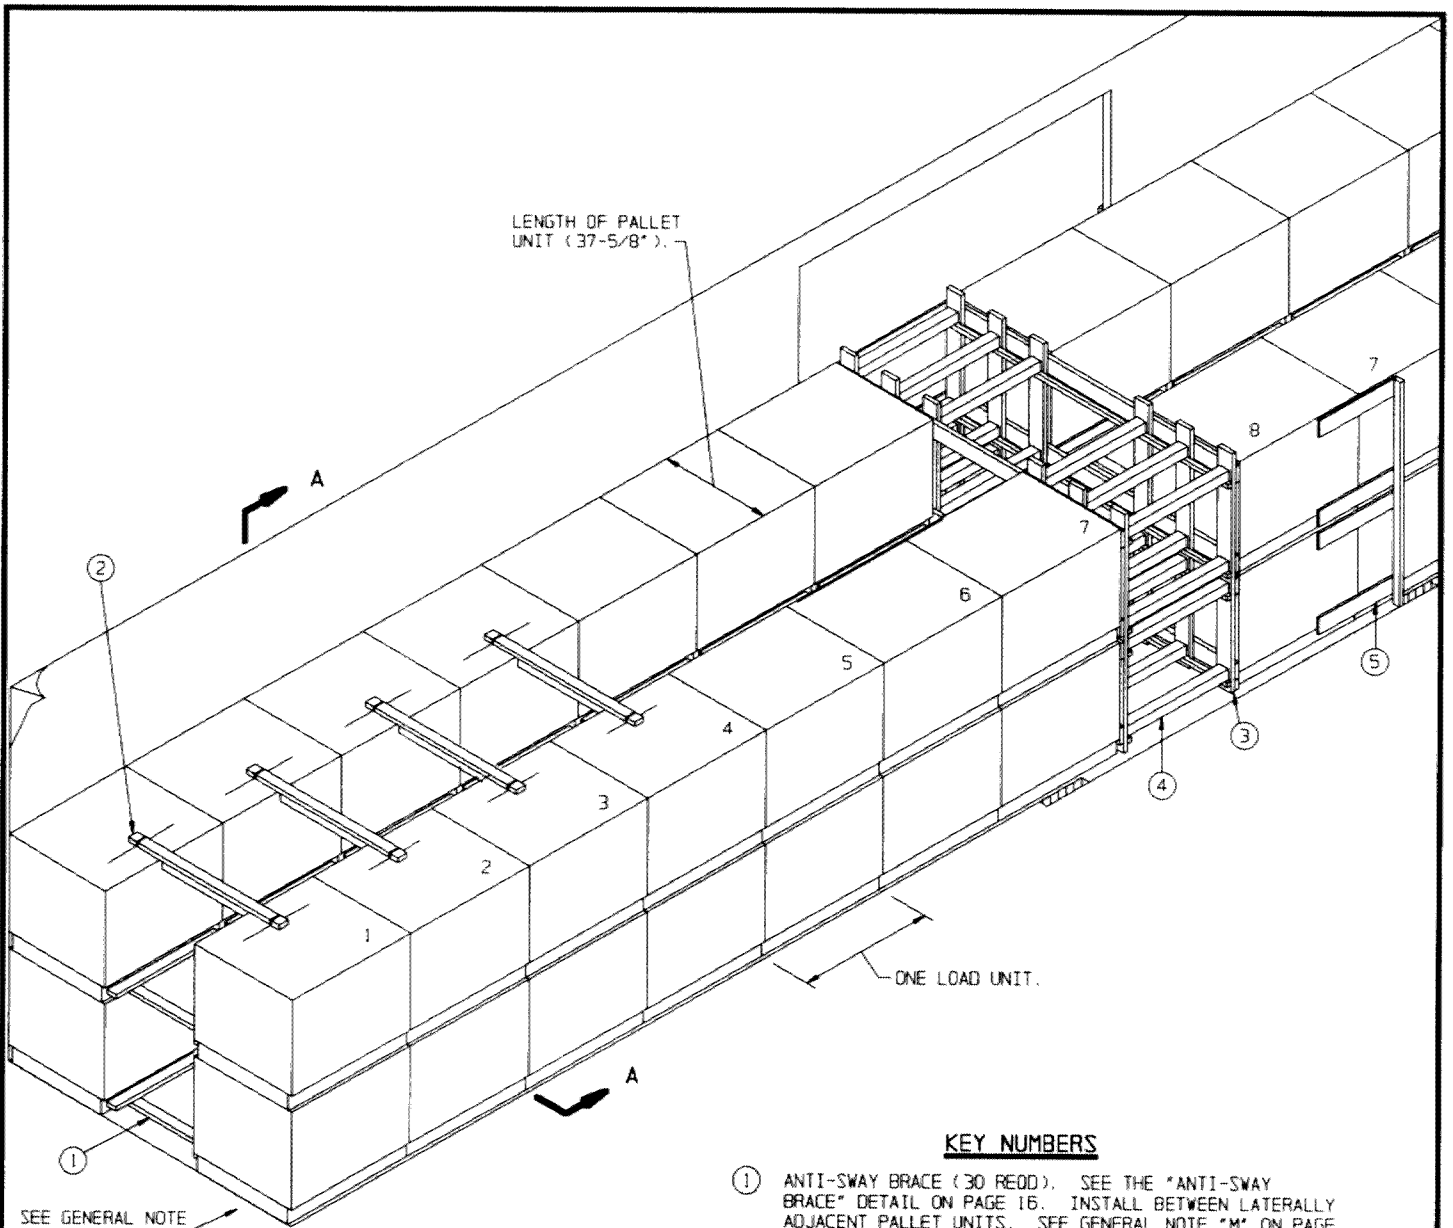 LENGTH OF PALLET
UNIT (37-5/8").
A
2
7
8
7
6
5
5
4
3
4
3
2
1
ONE LOAD UNIT.
A
1
SEE GENERAL NOTE
KEY NUMBERS
1 ANTI-SWAY BRACE (30 REQD). SEE THE "ANTI-SWAY
BRACE" DETAIL ON PAGE 16. INSTALL BETWEEN LATERALLY
ADJACENT PALLET UNITS. SEE GENERAL NOTE "M" ON PAGE